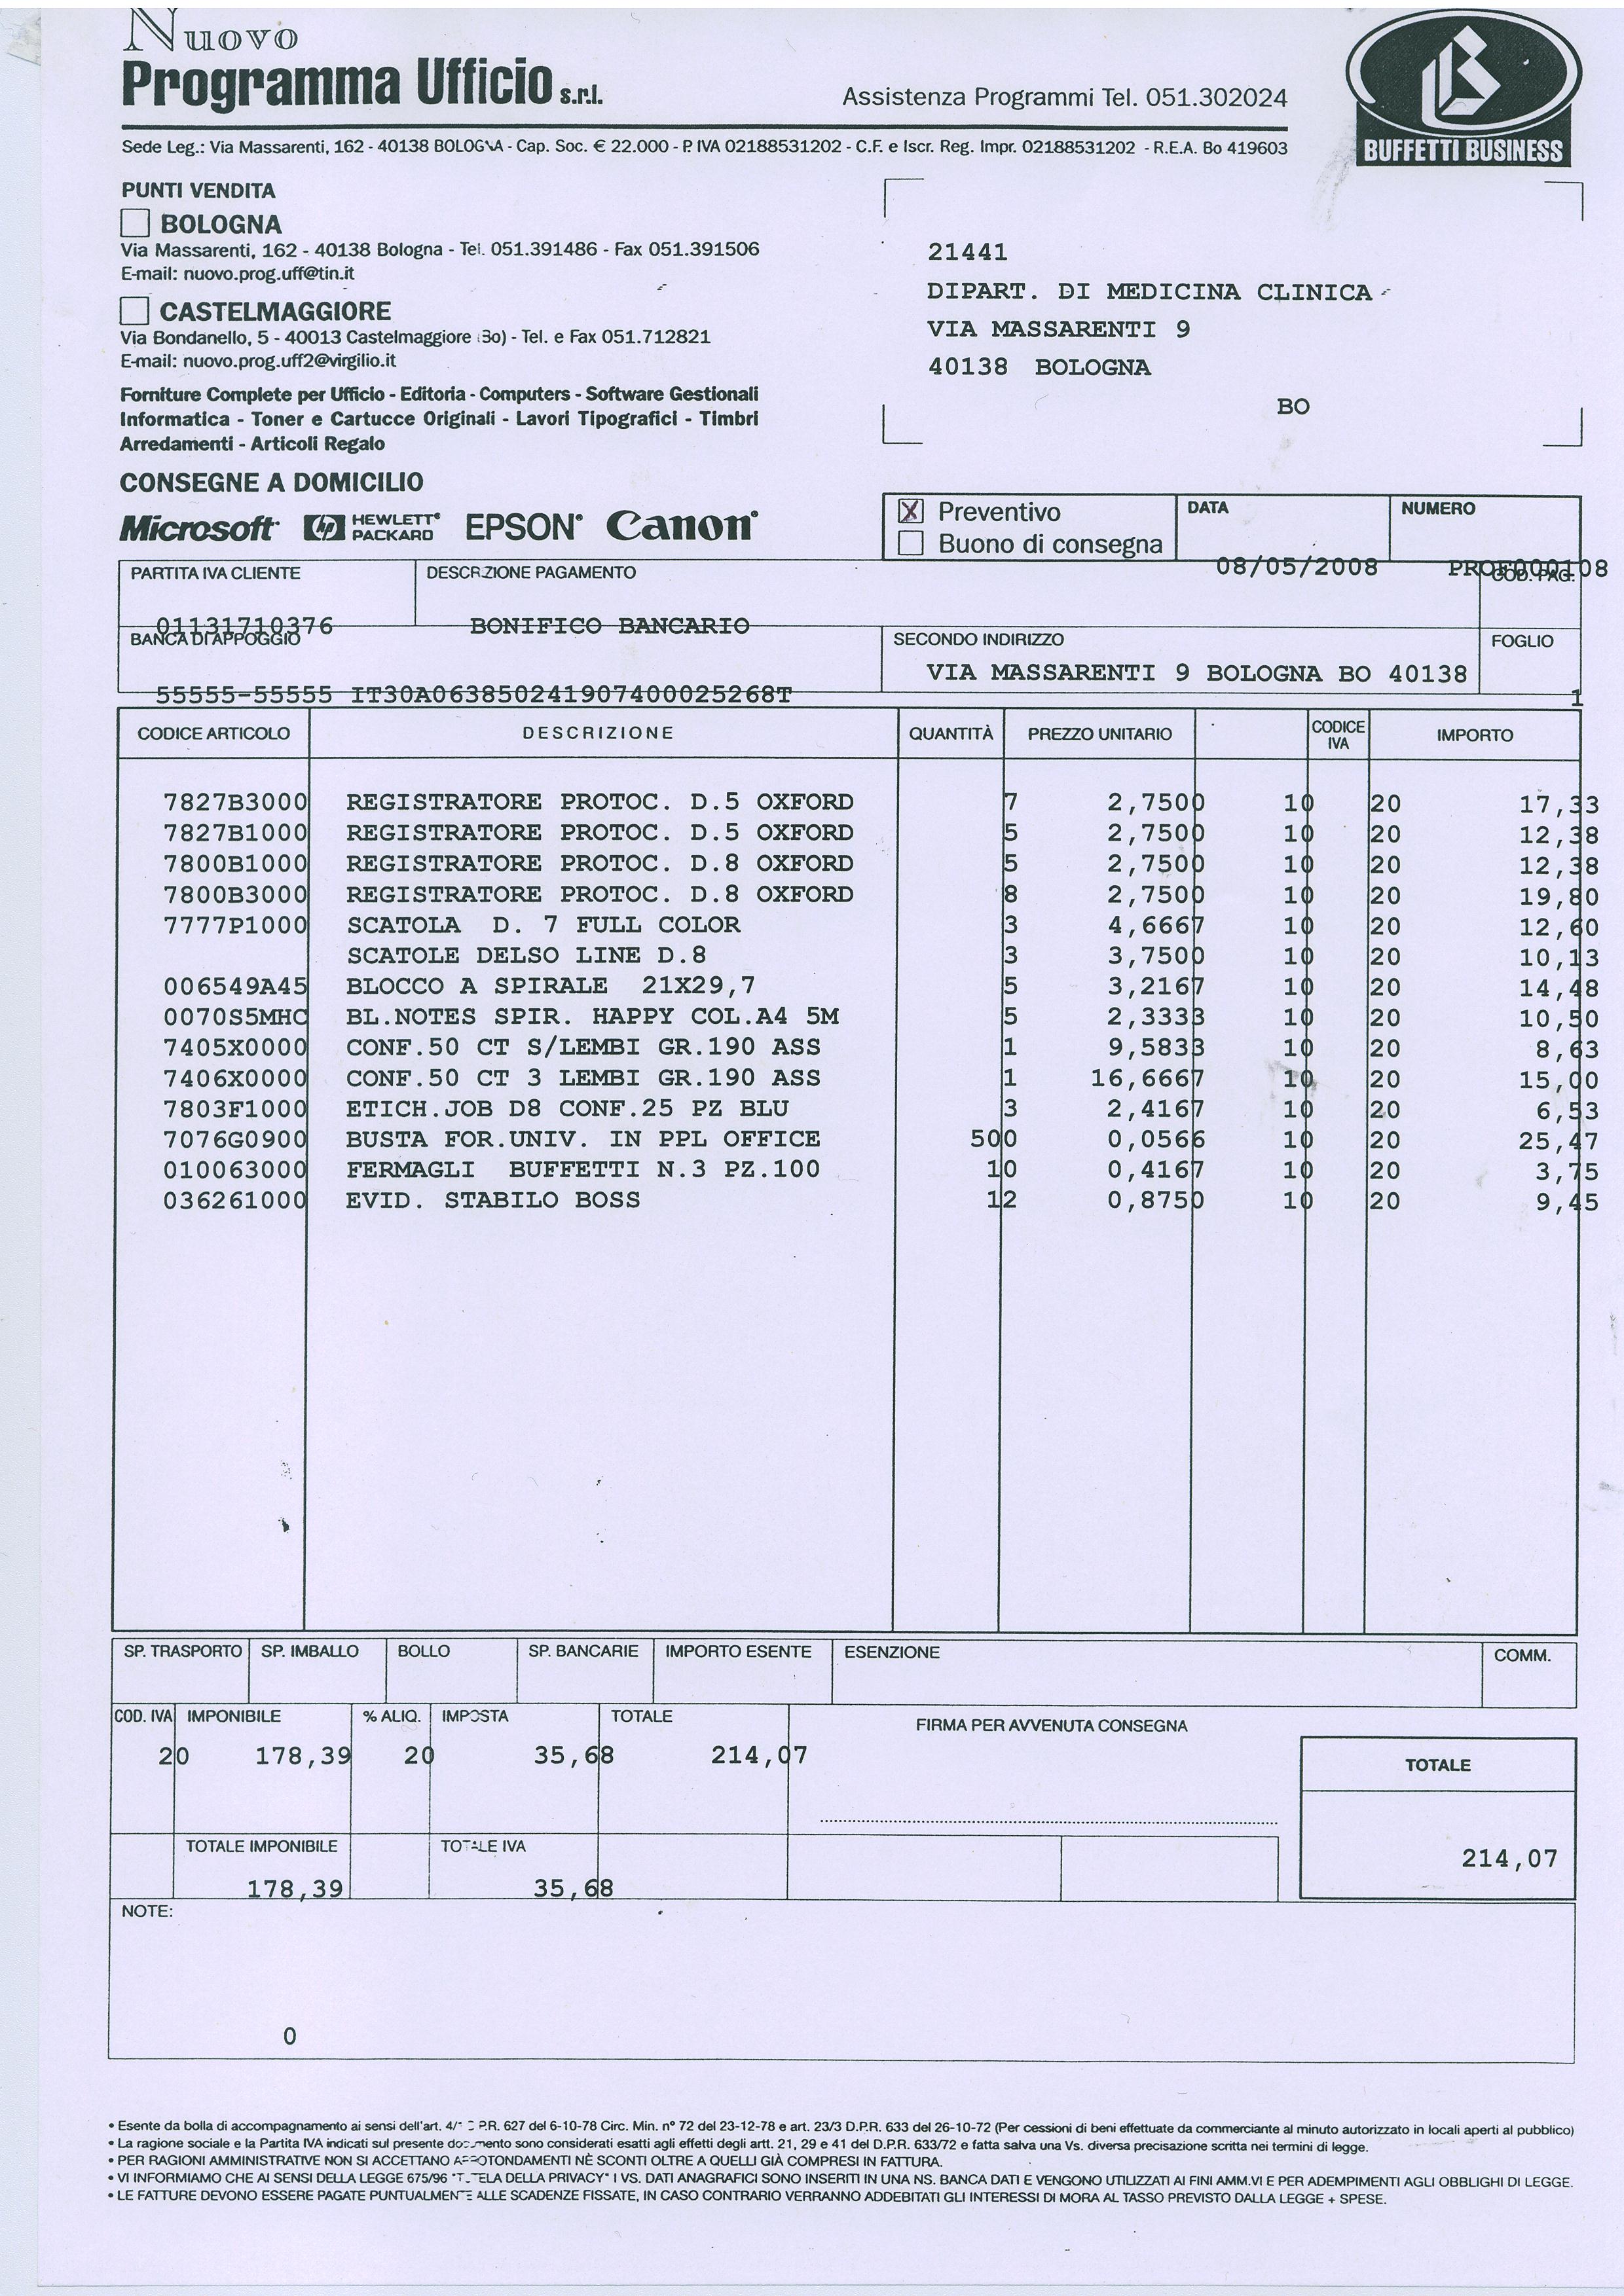 Nuovo
Programma Ufficio s.r.l.
Assistenza Programmi Tel. 051.302024
BUFFETTI BUSINESS
Sede Leg.: Via Massarenti, 162 - 40138 BOLOGNA - Cap. Soc. € 22.000 - P. IVA 02188531202 - C.F. e Iscr. Reg. Impr. 02188531202 - R.E.A. Bo 419603
PUNTI VENDITA
BOLOGNA
Via Massarenti, 162 - 40138 Bologna - Tel. 051.391486 - Fax 051.391506
E-mail: nuovo.prog.uff@tin.it
CASTELMAGGIORE
Via Bondanello, 5 - 40013 Castelmaggiore (Bo) - Tel. e Fax 051.712821
E-mail: nuovo.prog.uff2@virgilio.it
Forniture Complete per Ufficio - Editoria - Computers - Software Gestionali
Informatica - Toner e Cartucce Originali - Lavori Tipografici - Timbri
Arredamenti - Articoli Regalo
CONSEGNE A DOMICILIO
Microsoft hp HEWLETT PACKARD EPSON Canon
21441
DIPART. DI MEDICINA CLINICA
VIA MASSARENTI 9
40138 BOLOGNA
BO
X Preventivo
Buono di consegna
DATA
08/05/2008
NUMERO
PROF000108
PARTITA IVA CLIENTE
01131710376
DESCRIZIONE PAGAMENTO
BONIFICO BANCARIO
COD. PAG.
BANCA DI APPOGGIO
55555-55555 IT30A063850241907400025268T
SECONDO INDIRIZZO
VIA MASSARENTI 9 BOLOGNA BO 40138
FOGLIO
1
CODICE ARTICOLO DESCRIZIONE QUANTITÀ PREZZO UNITARIO CODICE IVA IMPORTO
7827B3000 REGISTRATORE PROTOC. D.5 OXFORD 7 2,7500 10 20 17,33
7827B1000 REGISTRATORE PROTOC. D.5 OXFORD 5 2,7500 10 20 12,38
7800B1000 REGISTRATORE PROTOC. D.8 OXFORD 5 2,7500 10 20 12,38
7800B3000 REGISTRATORE PROTOC. D.8 OXFORD 8 2,7500 10 20 19,80
7777P1000 SCATOLA D. 7 FULL COLOR 3 4,6667 10 20 12,60
SCATOLE DELSO LINE D.8 3 3,7500 10 20 10,13
006549A45 BLOCCO A SPIRALE 21X29,7 5 3,2167 10 20 14,48
0070S5MHC BL.NOTES SPIR. HAPPY COL.A4 5M 5 2,3333 10 20 10,50
7405X0000 CONF.50 CT S/LEMBI GR.190 ASS 1 9,5833 10 20 8,63
7406X0000 CONF.50 CT 3 LEMBI GR.190 ASS 1 16,6667 10 20 15,00
7803F1000 ETICH.JOB D8 CONF.25 PZ BLU 3 2,4167 10 20 6,53
7076G0900 BUSTA FOR.UNIV. IN PPL OFFICE 500 0,0566 10 20 25,47
010063000 FERMAGLI BUFFETTI N.3 PZ.100 10 0,4167 10 20 3,75
036261000 EVID. STABILO BOSS 12 0,8750 10 20 9,45
SP. TRASPORTO SP. IMBALLO BOLLO SP. BANCARIE IMPORTO ESENTE ESENZIONE COMM.
COD. IVA IMPONIBILE % ALIQ. IMPOSTA TOTALE FIRMA PER AVVENUTA CONSEGNA
20 178,39 20 35,68 214,07
TOTALE
214,07
TOTALE IMPONIBILE TOTALE IVA
178,39 35,68
NOTE:
0
• Esente da bolla di accompagnamento ai sensi dell'art. P.R. 627 del 6-10-78 Circ. Min. n° 72 del 23-12-78 e art. 23/3 D.P.R. 633 del 26-10-72 (Per cessioni di beni effettuate da commerciante al minuto autorizzato in locali aperti al pubblico)
• La ragione sociale e la Partita IVA indicati sul presente documento sono considerati esatti agli effetti degli artt. 21, 29 e 41 del D.P.R. 633/72 e fatta salva una Vs. diversa precisazione scritta nei termini di legge.
• PER RAGIONI AMMINISTRATIVE NON SI ACCETTANO ARROTONDAMENTI NÈ SCONTI OLTRE A QUELLI GIÀ COMPRESI IN FATTURA.
• VI INFORMIAMO CHE AI SENSI DELLA LEGGE 675/96 "TUTELA DELLA PRIVACY" I VS. DATI ANAGRAFICI SONO INSERITI IN UNA NS. BANCA DATI E VENGONO UTILIZZATI AI FINI AMM.VI E PER ADEMPIMENTI AGLI OBBLIGHI DI LEGGE.
• LE FATTURE DEVONO ESSERE PAGATE PUNTUALMENTE ALLE SCADENZE FISSATE, IN CASO CONTRARIO VERRANNO ADDEBITATI GLI INTERESSI DI MORA AL TASSO PREVISTO DALLA LEGGE + SPESE.